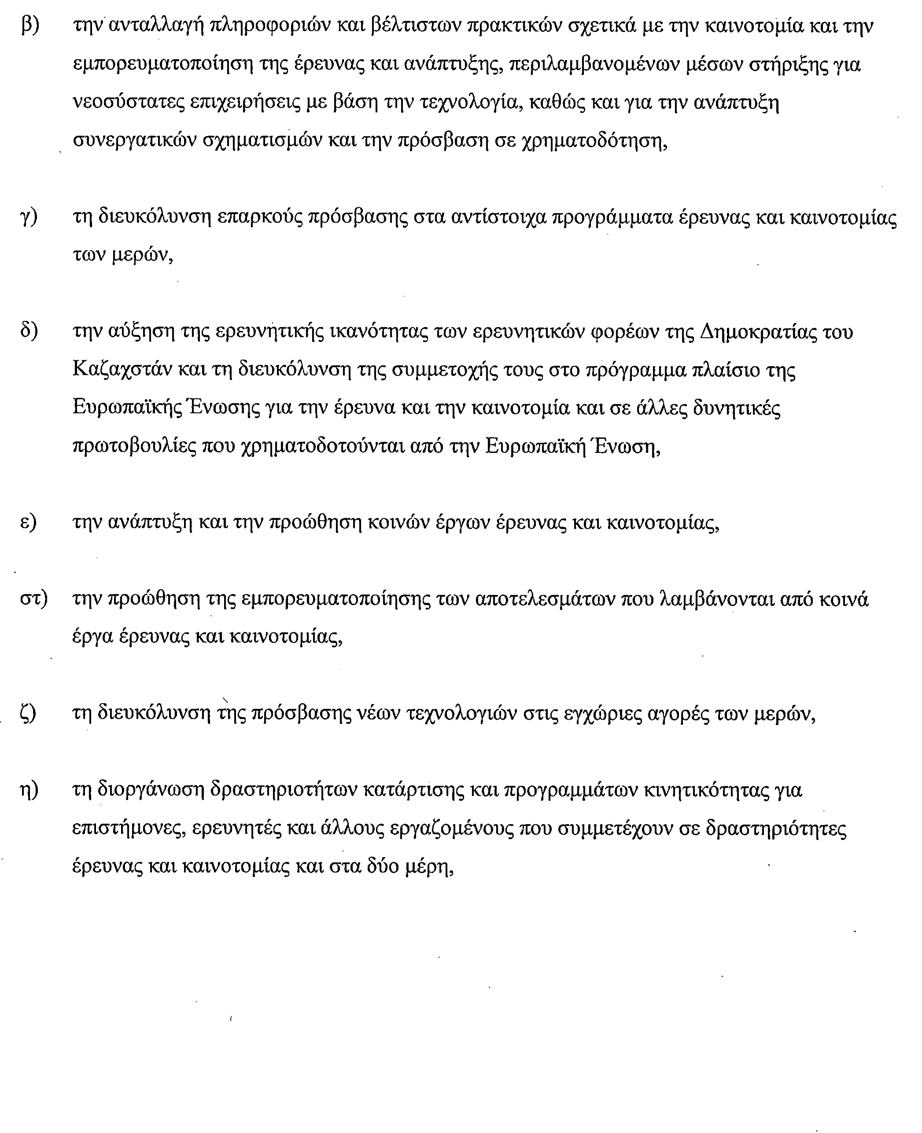 β) την ανταλλαγή πληροφοριών και βέλτιστων πρακτικών σχετικά με την καινοτομία και την
εμπορευματοποίηση της έρευνας και ανάπτυξης, περιλαμβανομένων μέσων στήριξης για
νεοσύστατες επιχειρήσεις με βάση την τεχνολογία, καθώς και για την ανάπτυξη
συνεργατικών σχηματισμών και την πρόσβαση σε χρηματοδότηση,
γ) τη διευκόλυνση επαρκούς πρόσβασης στα αντίστοιχα προγράμματα έρευνας και καινοτομίας
των μερών,
δ) την αύξηση της ερευνητικής ικανότητας των ερευνητικών φορέων της Δημοκρατίας του
Καζαχστάν και τη διευκόλυνση της συμμετοχής τους στο πρόγραμμα πλαίσιο της
Ευρωπαϊκής Ένωσης για την έρευνα και την καινοτομία και σε άλλες δυνητικές
πρωτοβουλίες που χρηματοδοτούνται από την Ευρωπαϊκή Ένωση,
ε) την ανάπτυξη και την προώθηση κοινών έργων έρευνας και καινοτομίας,
στ) την προώθηση της εμπορευματοποίησης των αποτελεσμάτων που λαμβάνονται από κοινά
έργα έρευνας και καινοτομίας,
ζ) τη διευκόλυνση της πρόσβασης νέων τεχνολογιών στις εγχώριες αγορές των μερών,
η) τη διοργάνωση δραστηριοτήτων κατάρτισης και προγραμμάτων κινητικότητας για
επιστήμονες, ερευνητές και άλλους εργαζομένους που συμμετέχουν σε δραστηριότητες
έρευνας και καινοτομίας και στα δύο μέρη,